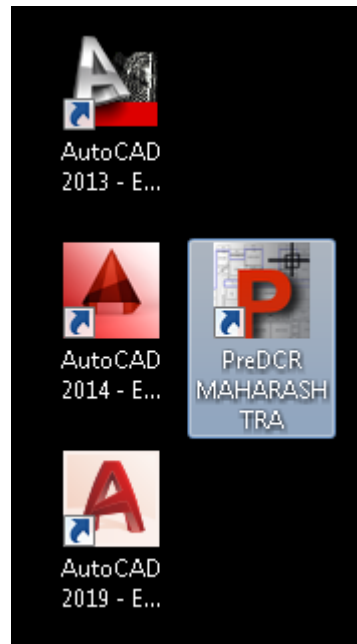 AutoCAD
2013 - E...
AutoCAD
2014 - E...
P
PreDCR
MAHARASH
TRA
AutoCAD
2019 - E...